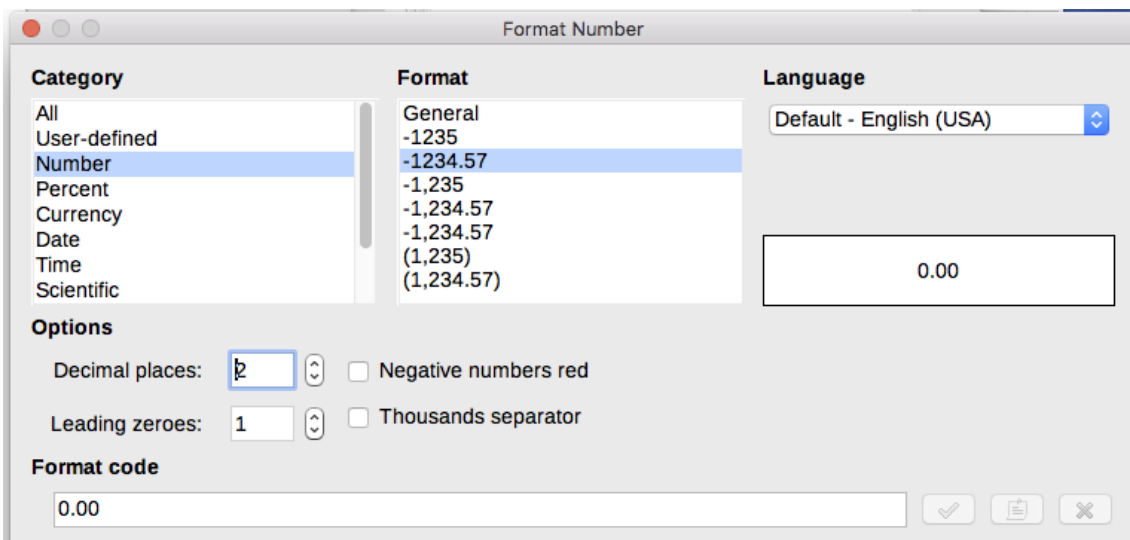 Format Number
Category
All
User-defined
Number
Percent
Currency
Date
Time
Scientific
Format
General
-1235
-1234.57
-1,235
-1,234.57
-1,234.57
(1,235)
(1,234.57)
Language
Default - English (USA)
0.00
Options
Decimal places: 2
Negative numbers red
Leading zeroes: 1
Thousands separator
Format code
0.00